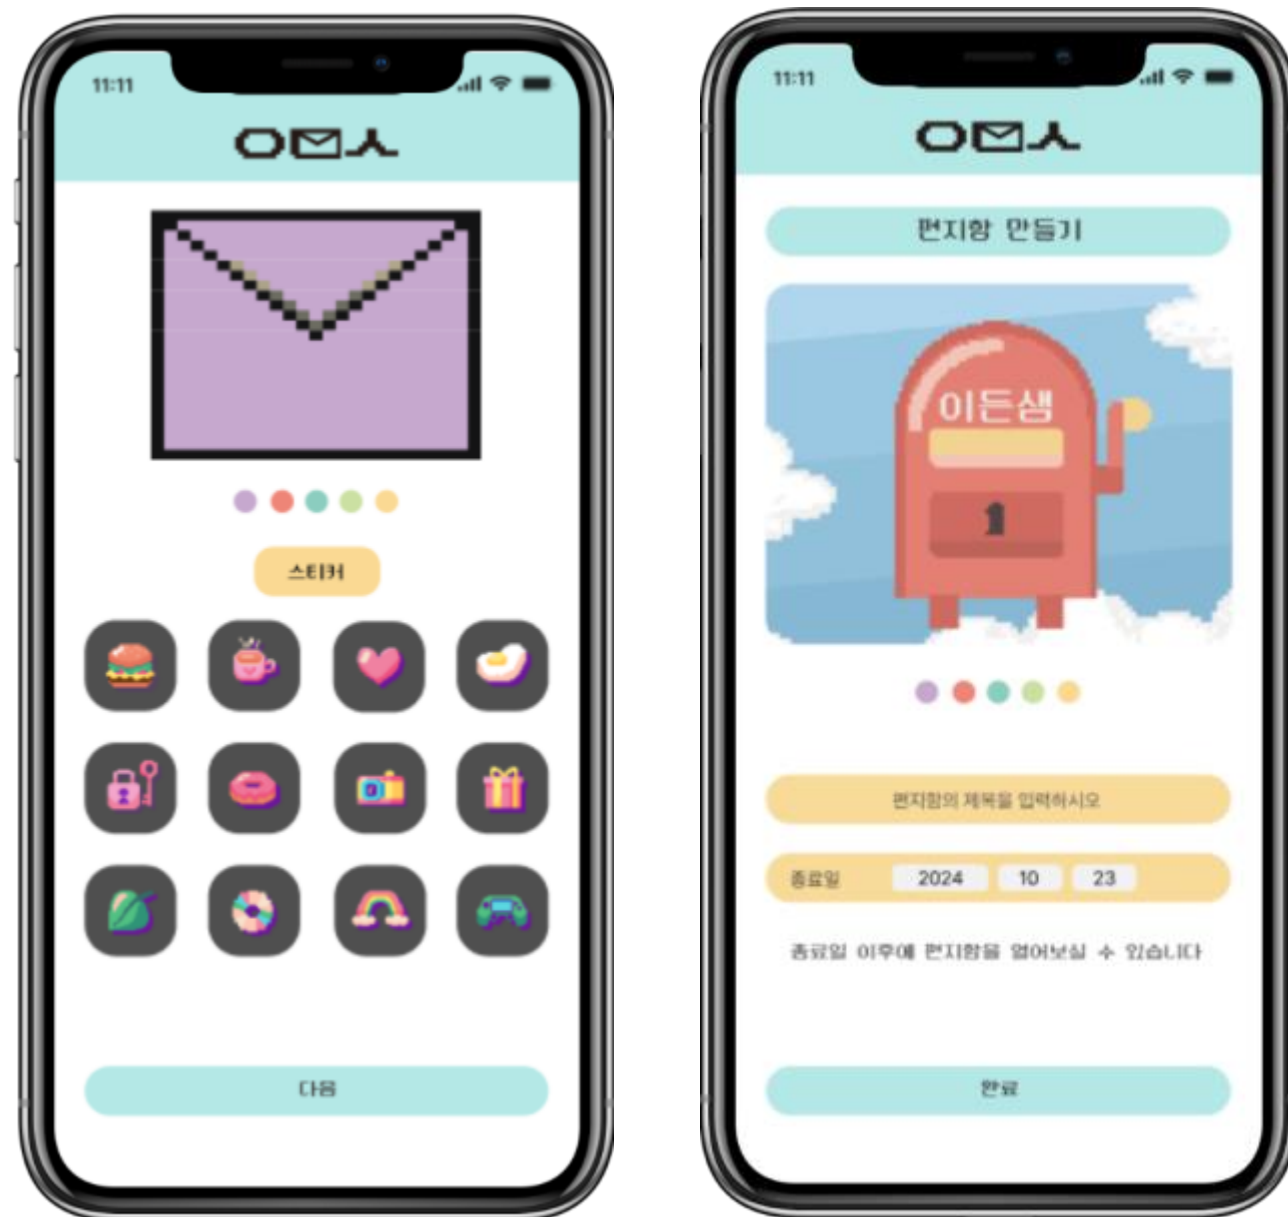 11:11
ㅇㅁㅅ
스티커
다음
11:11
ㅇㅁㅅ
편지함 만들기
이든샘
1
편지함의 제목을 입력하시오
종료일 2024 10 23
종료일 이후에 편지함을 열어보실 수 있습니다
완료